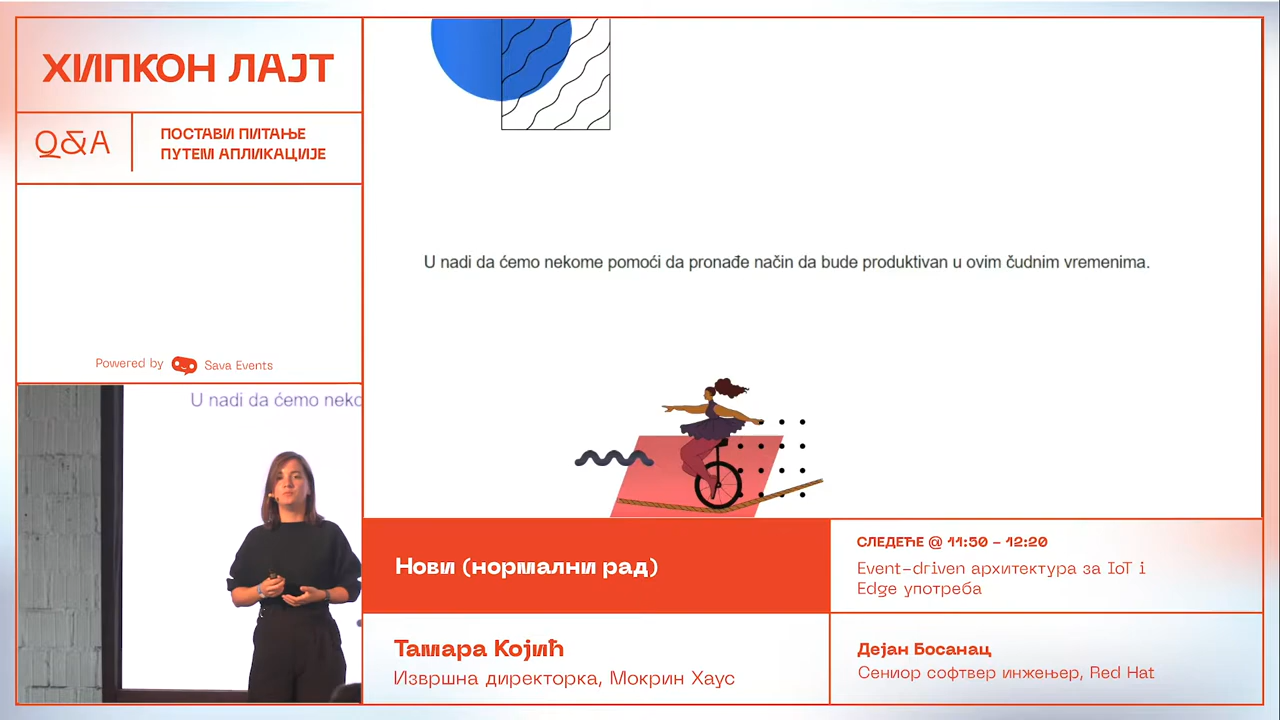 ХИПКОН ЛАЈТ
Q&A
ПОСТАВИ ПИТАЊЕ
ПУТЕМ АПЛИКАЦИЈЕ
Powered by Sava Events
U nadi da ćemo neko
U nadi da ćemo nekome pomoći da pronađe način da bude produktivan u ovim čudnim vremenima.
Нови (нормални рад)
Тамара Којић
Извршна директорка, Мокрин Хаус
СЛЕДЕЋЕ @ 11:50 - 12:20
Event-driven архитектура за IoT i
Edge употреба
Дејан Босанац
Сениор софтвер инжењер, Red Hat